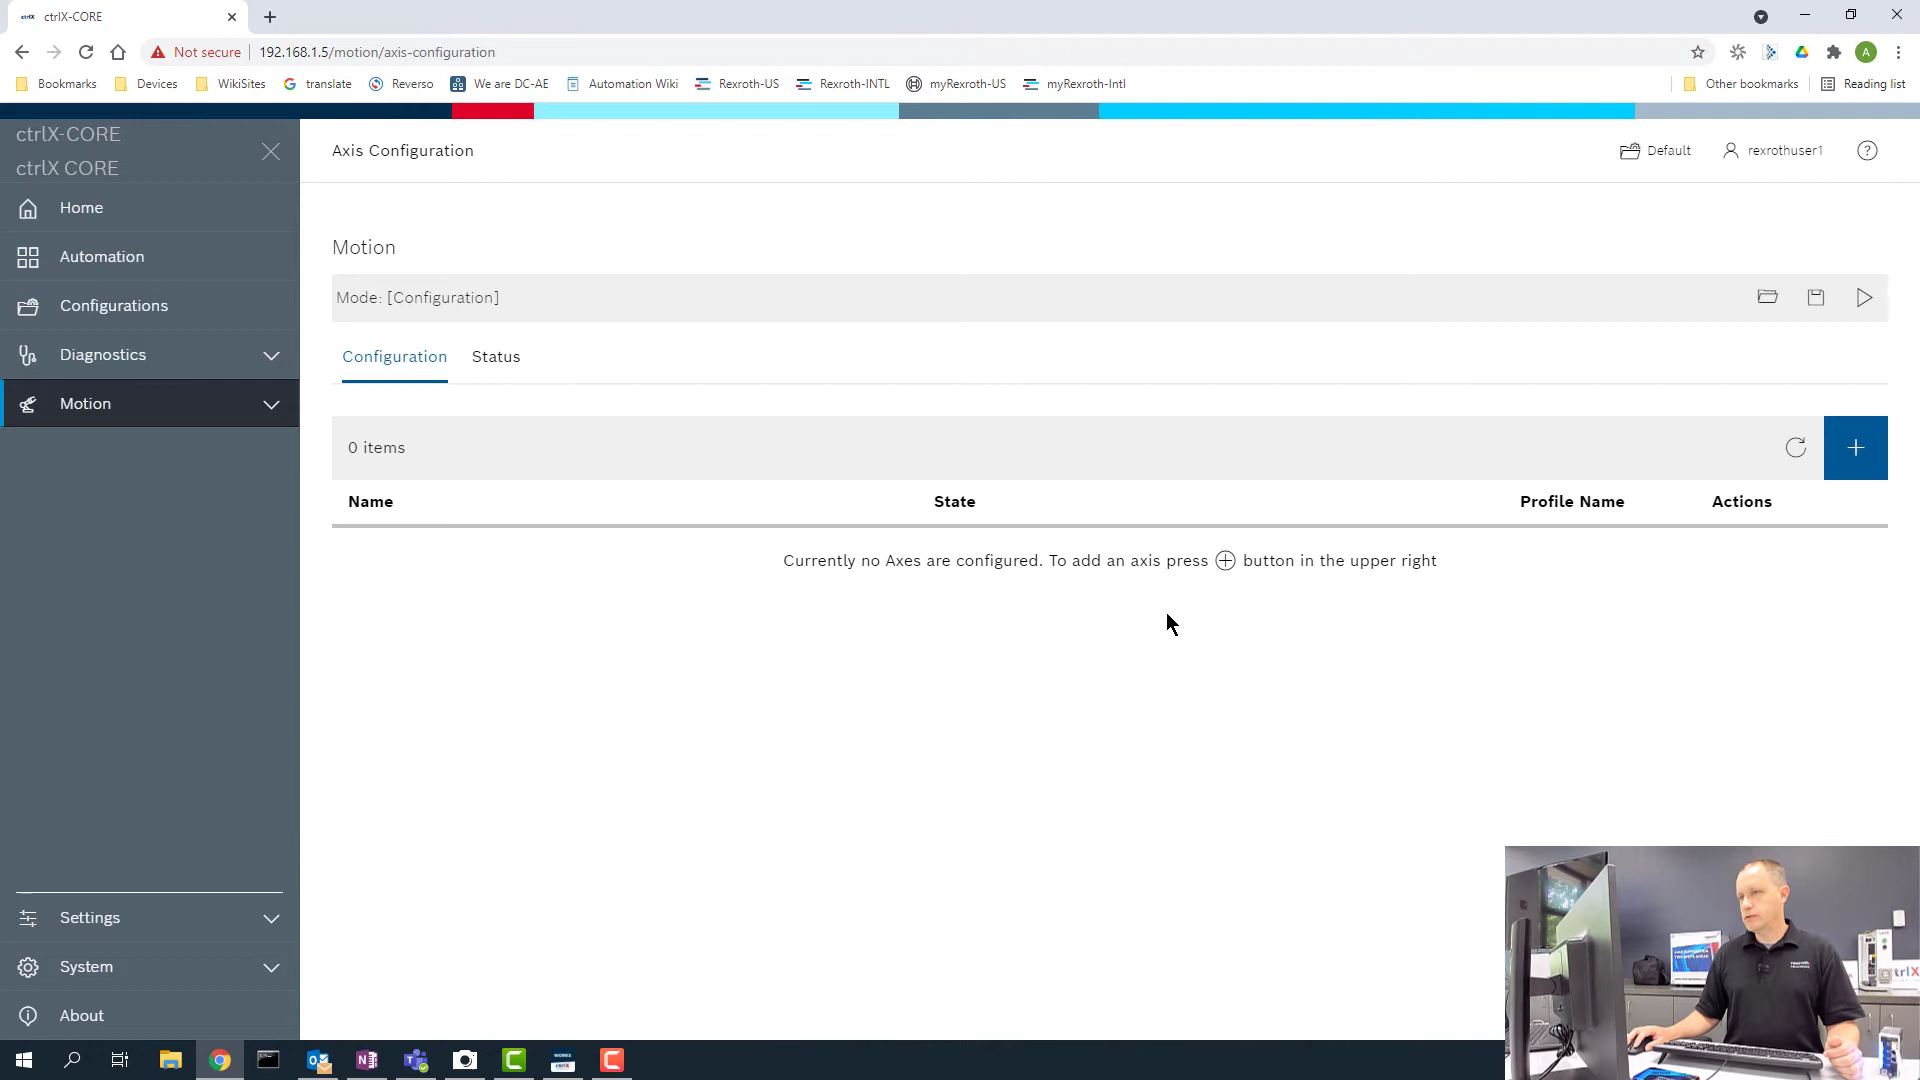 ctrlX-CORE
Not secure 192.168.1.5/motion/axis-configuration
Bookmarks Devices WikiSites translate Reverso We are DC-AE Automation Wiki Rexroth-US Rexroth-INTL myRexroth-US myRexroth-Intl Other bookmarks Reading list
ctrlX-CORE
ctrlX CORE
Axis Configuration
Default
rexrothuser1
Home
Automation
Configurations
Diagnostics
Motion
Settings
System
About
Motion
Mode: [Configuration]
Configuration Status
0 items
Name State Profile Name Actions
Currently no Axes are configured. To add an axis press button in the upper right